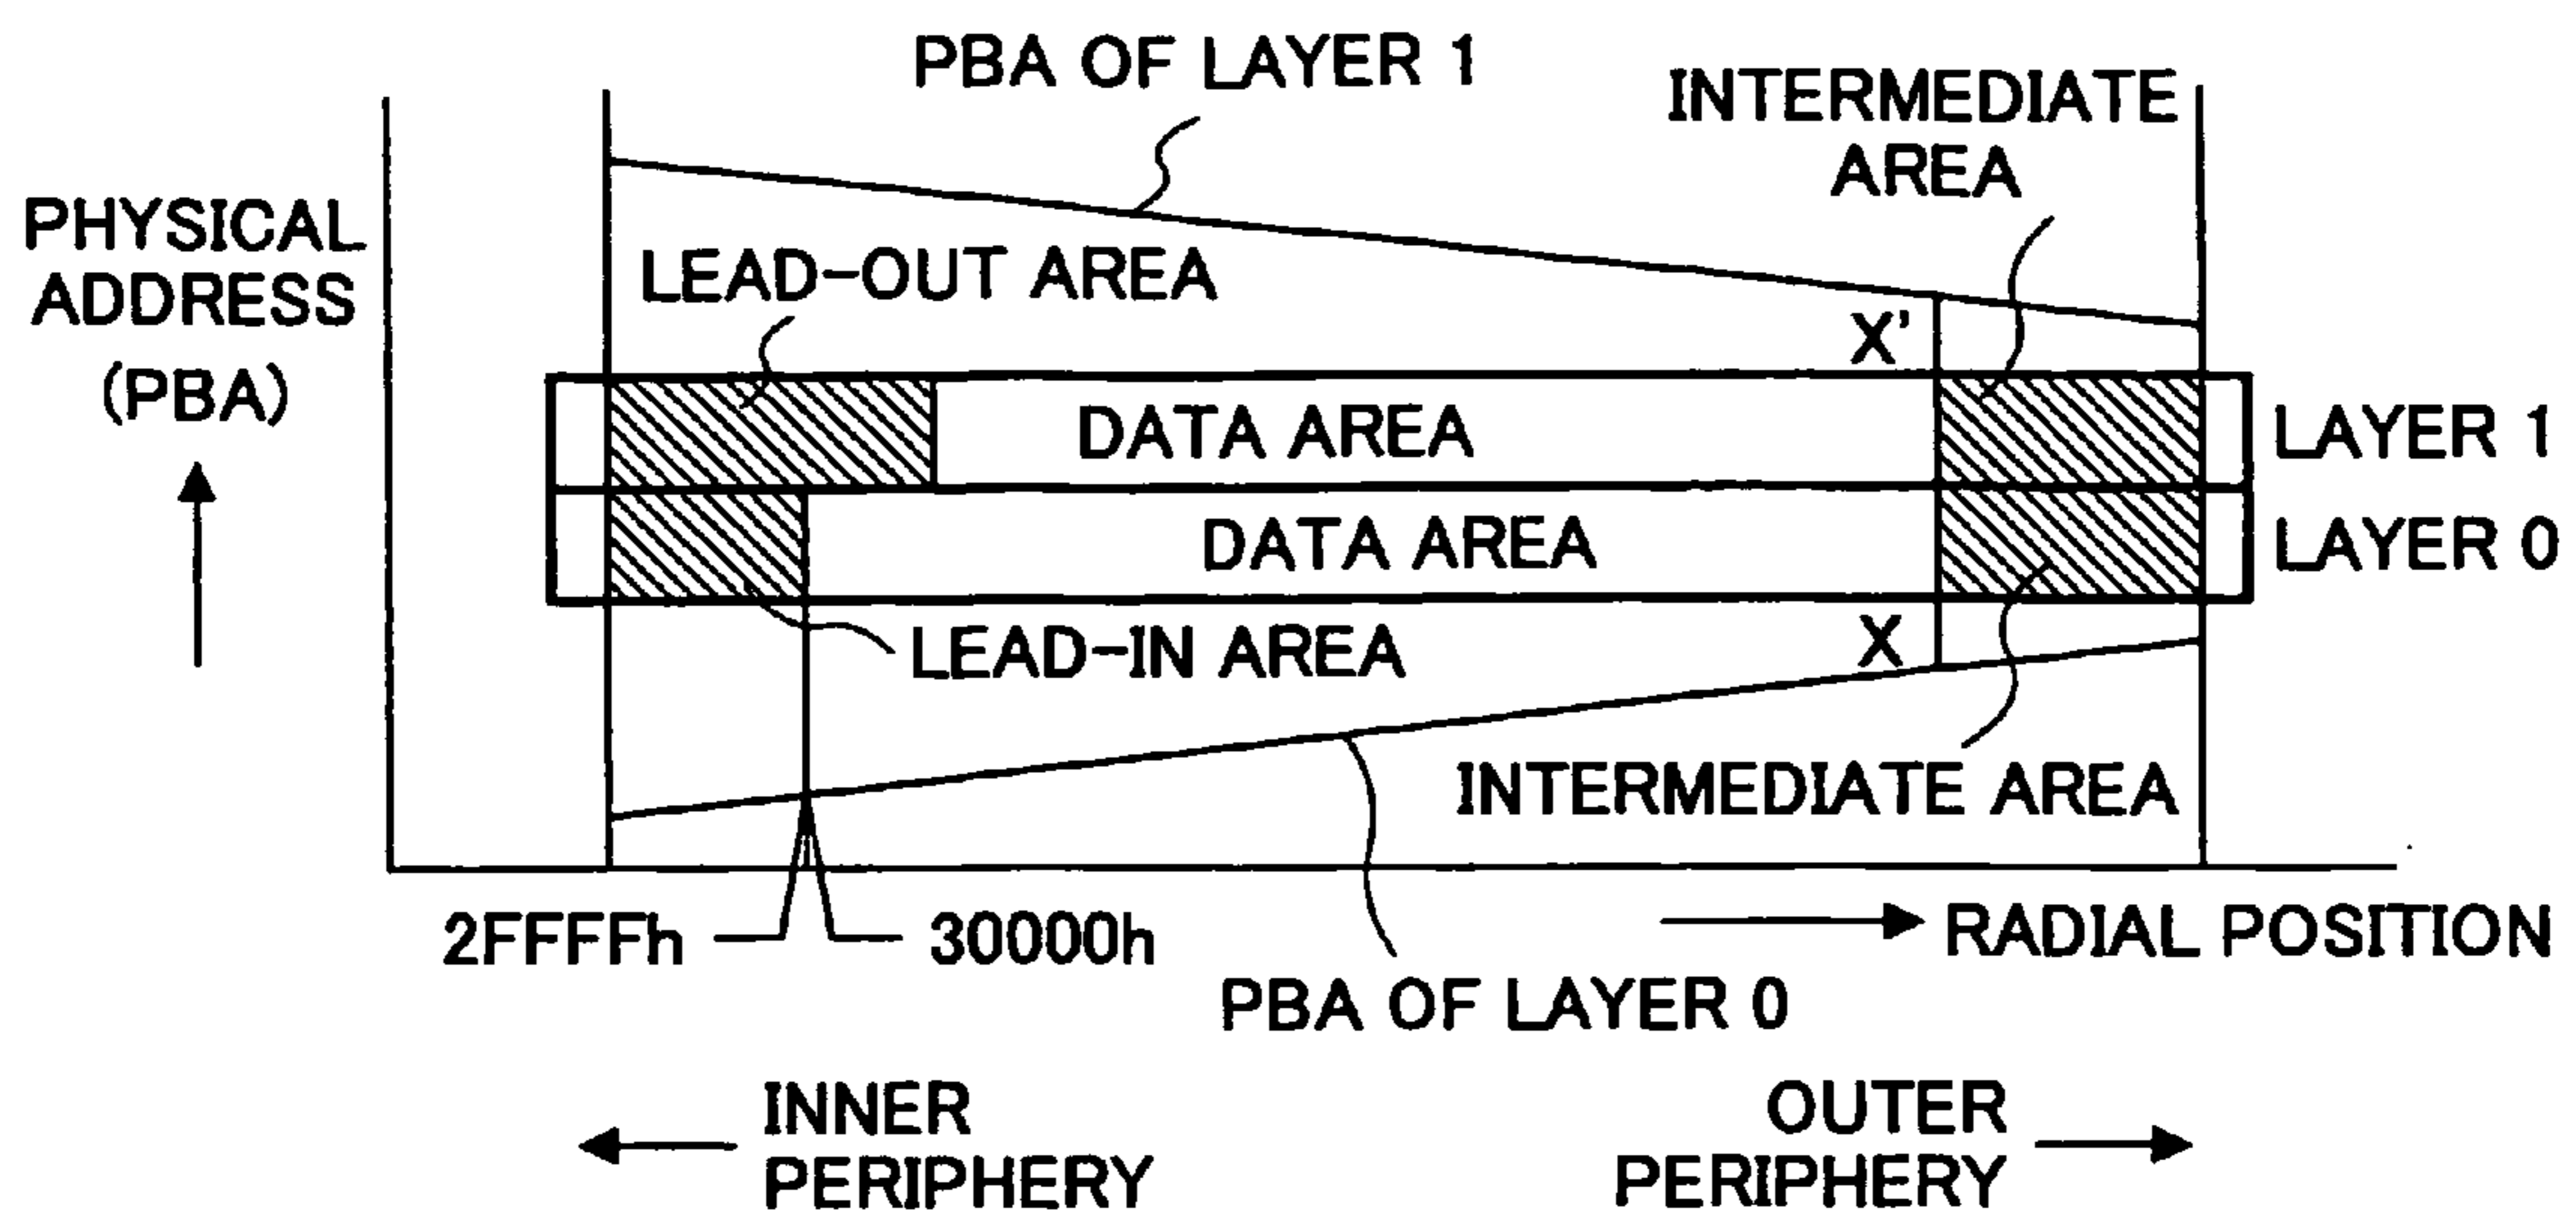 PBA OF LAYER 1
INTERMEDIATE
AREA
PHYSICAL
ADDRESS
(PBA)
LEAD-OUT AREA
X'
DATA AREA
LAYER 1
DATA AREA
LAYER 0
LEAD-IN AREA
X
INTERMEDIATE AREA
2FFFFh
30000h
RADIAL POSITION
PBA OF LAYER 0
INNER
PERIPHERY
OUTER
PERIPHERY